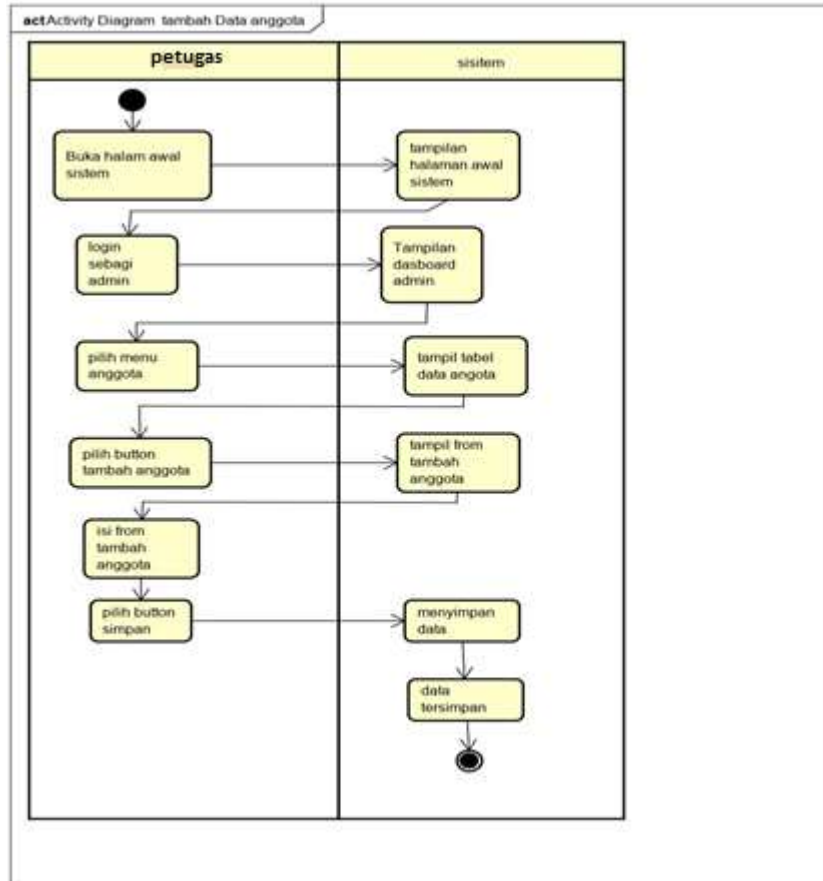 act Activity Diagram tambah Data anggota
petugas
sisitem
Buka halam awal
sistem
tampilan
halaman awal
sistem
login
sebagi
admin
Tampilan
dasboard
admin
pilih menu
anggota
tampil tabel
data angota
pilih button
tambah anggota
tampil from
tambah
anggota
isi from
tambah
anggota
pilih button
simpan
menyimpan
data
data
tersimpan